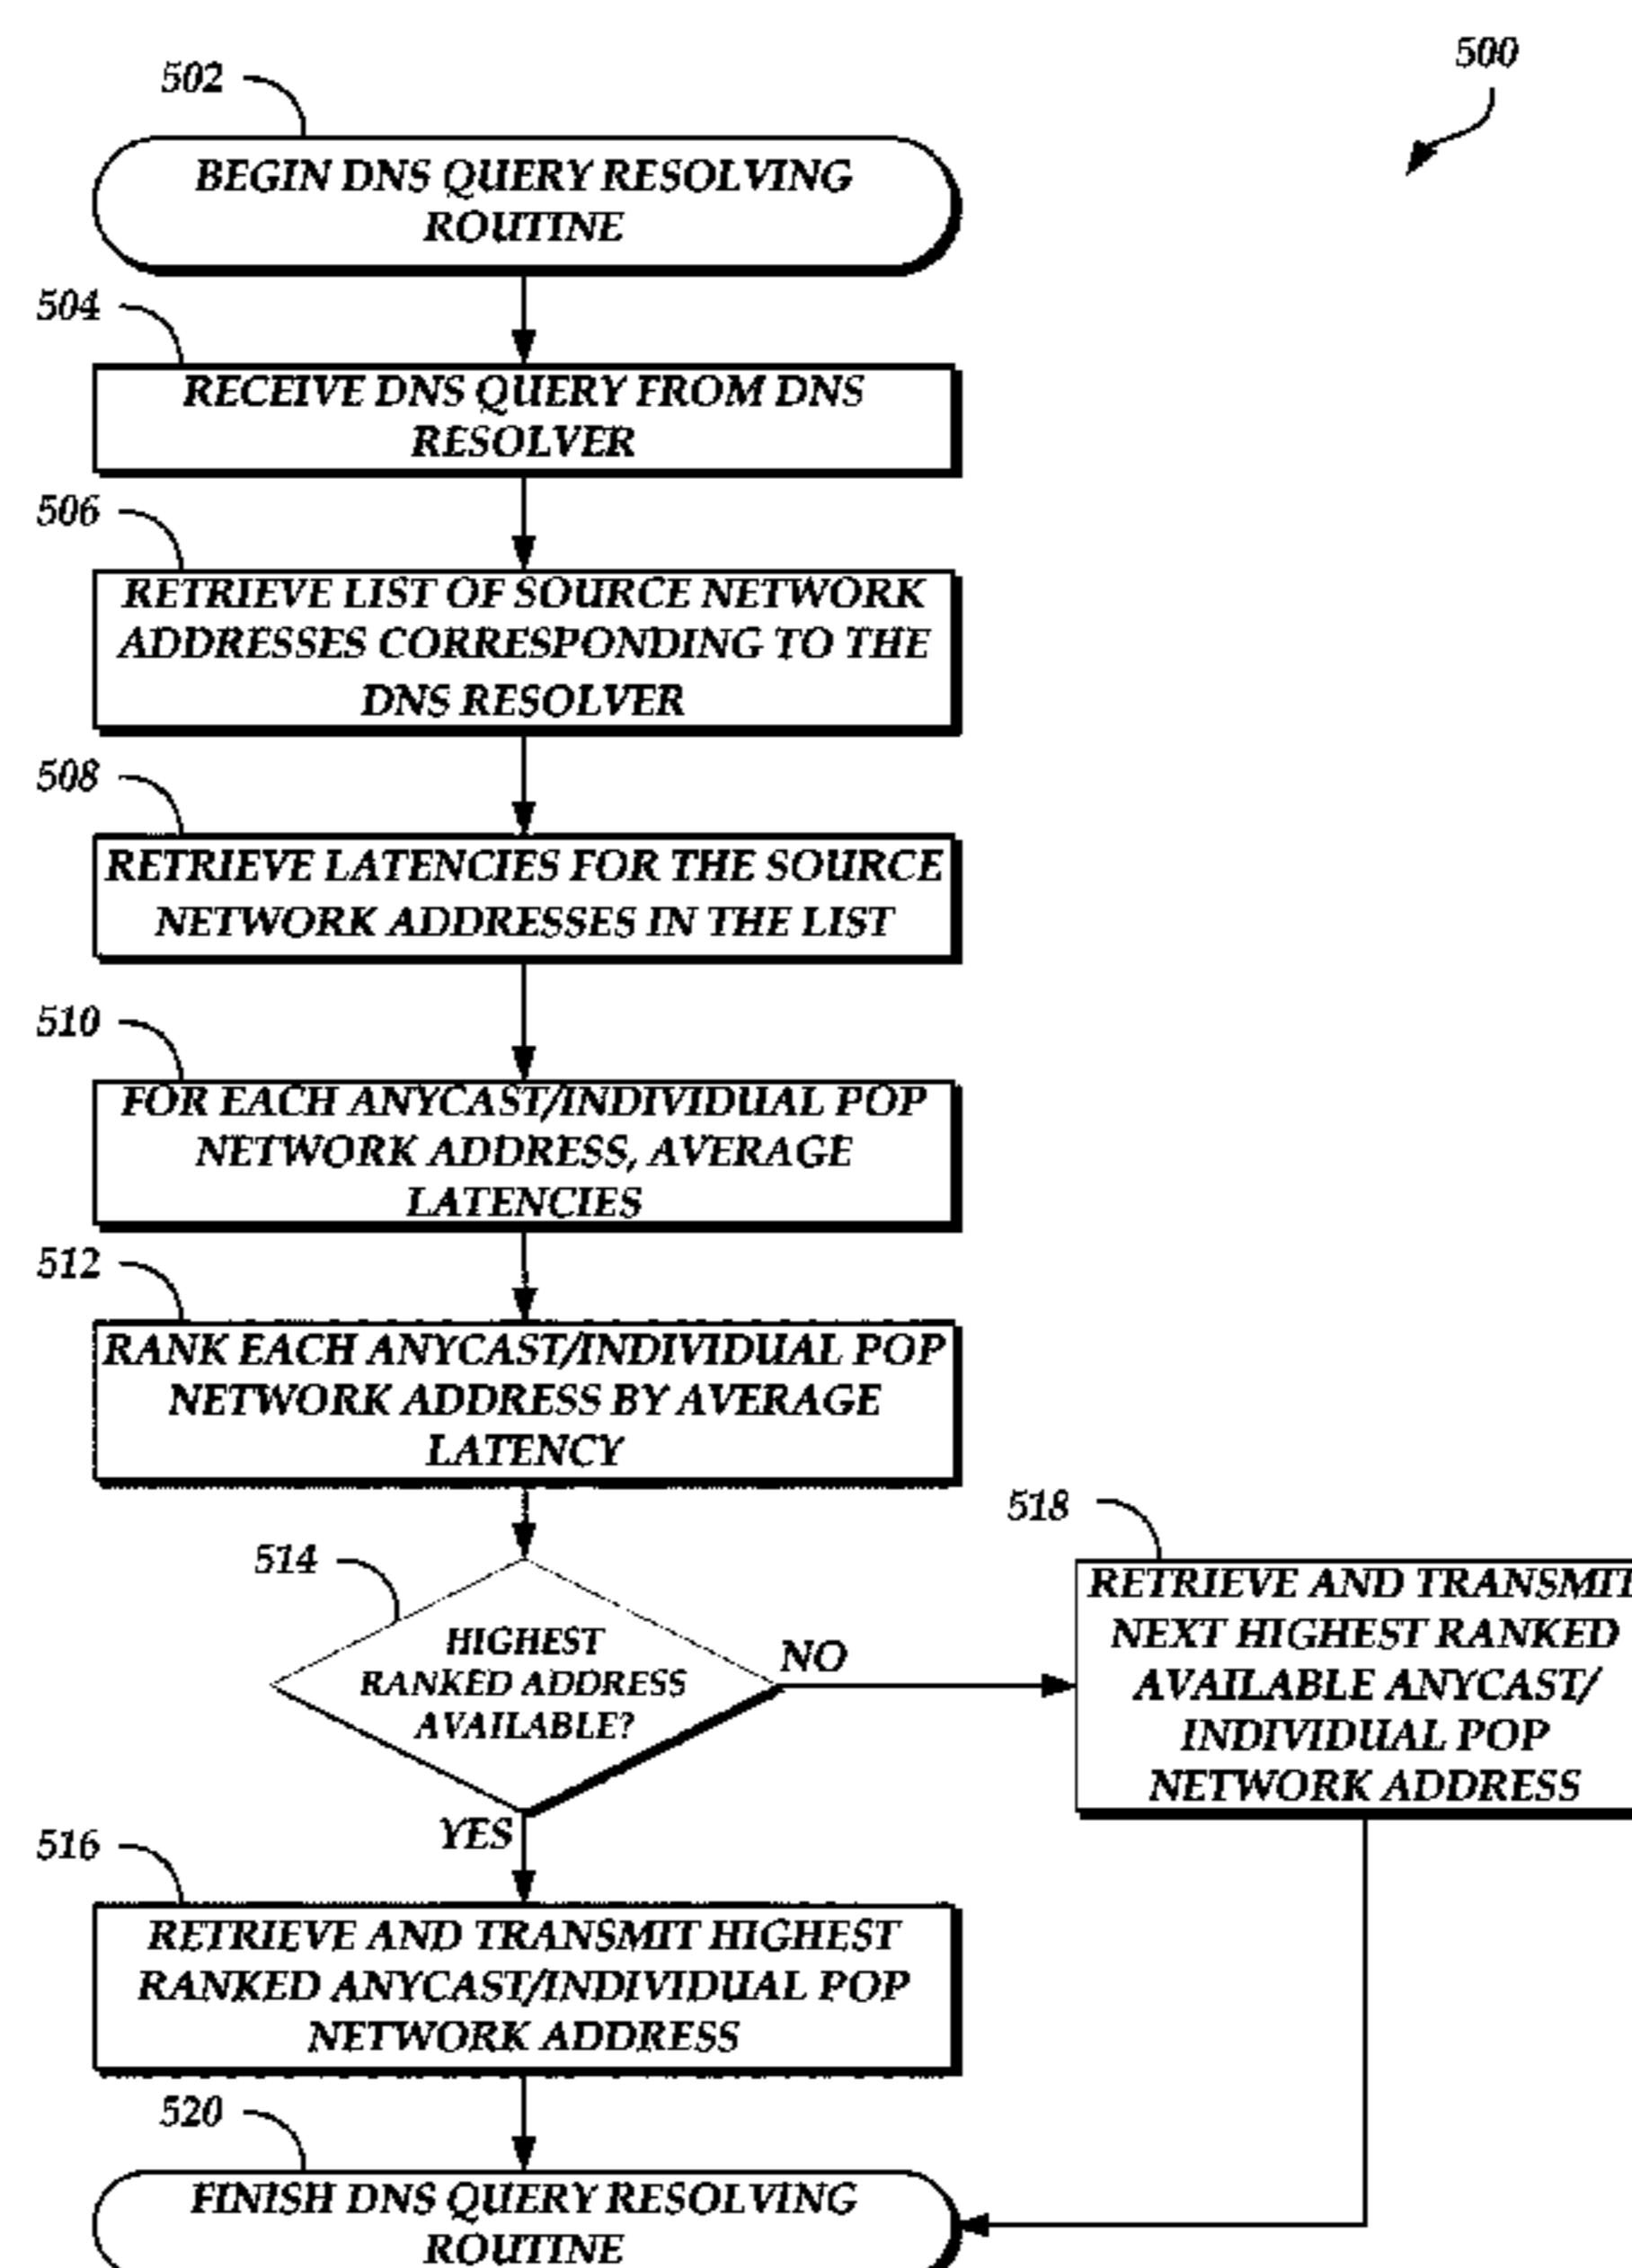 500
502
BEGIN DNS QUERY RESOLVING
ROUTINE
504
RECEIVE DNS QUERY FROM DNS
RESOLVER
506
RETRIEVE LIST OF SOURCE NETWORK
ADDRESSES CORRESPONDING TO THE
DNS RESOLVER
508
RETRIEVE LATENCIES FOR THE SOURCE
NETWORK ADDRESSES IN THE LIST
510
FOR EACH ANYCAST/INDIVIDUAL POP
NETWORK ADDRESS, AVERAGE
LATENCIES
512
RANK EACH ANYCAST/INDIVIDUAL POP
NETWORK ADDRESS BY AVERAGE
LATENCY
514
HIGHEST
RANKED ADDRESS
AVAILABLE?
NO
YES
518
RETRIEVE AND TRANSMIT
NEXT HIGHEST RANKED
AVAILABLE ANYCAST/
INDIVIDUAL POP
NETWORK ADDRESS
516
RETRIEVE AND TRANSMIT HIGHEST
RANKED ANYCAST/INDIVIDUAL POP
NETWORK ADDRESS
520
FINISH DNS QUERY RESOLVING
ROUTINE